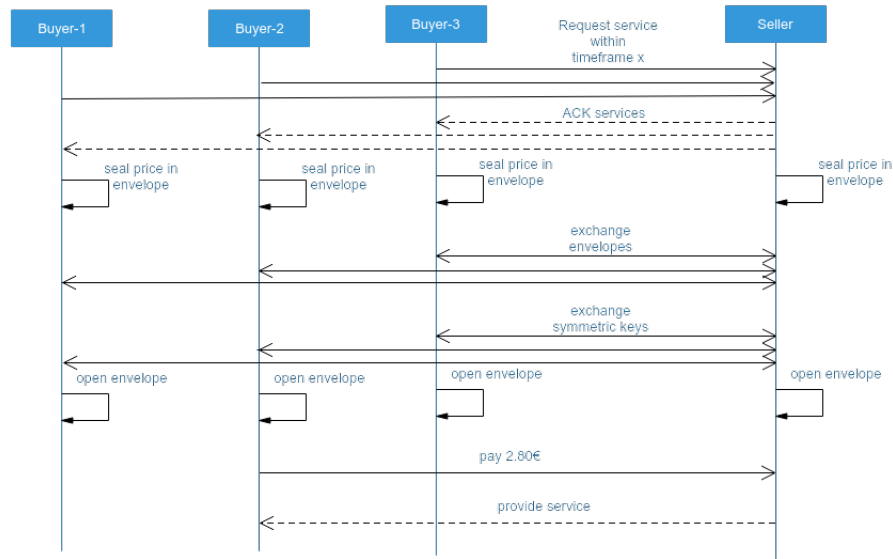 Buyer-1
Buyer-2
Buyer-3
Seller
Request service
within
timeframe x
ACK services
seal price in
envelope
seal price in
envelope
seal price in
envelope
seal price in
envelope
exchange
envelopes
exchange
symmetric keys
open envelope
open envelope
open envelope
open envelope
pay 2.80€
provide service